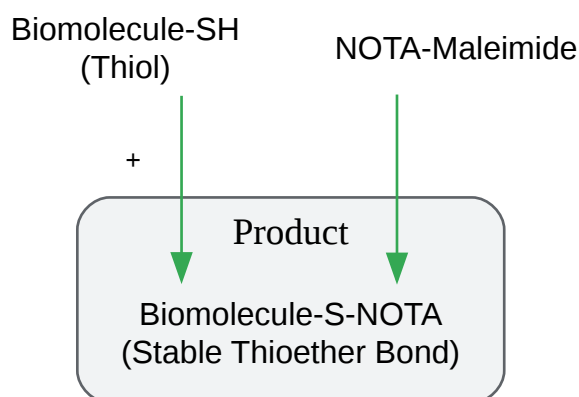 Biomolecule-SH
(Thiol)
NOTA-Maleimide
+
Product
Biomolecule-S-NOTA
(Stable Thioether Bond)